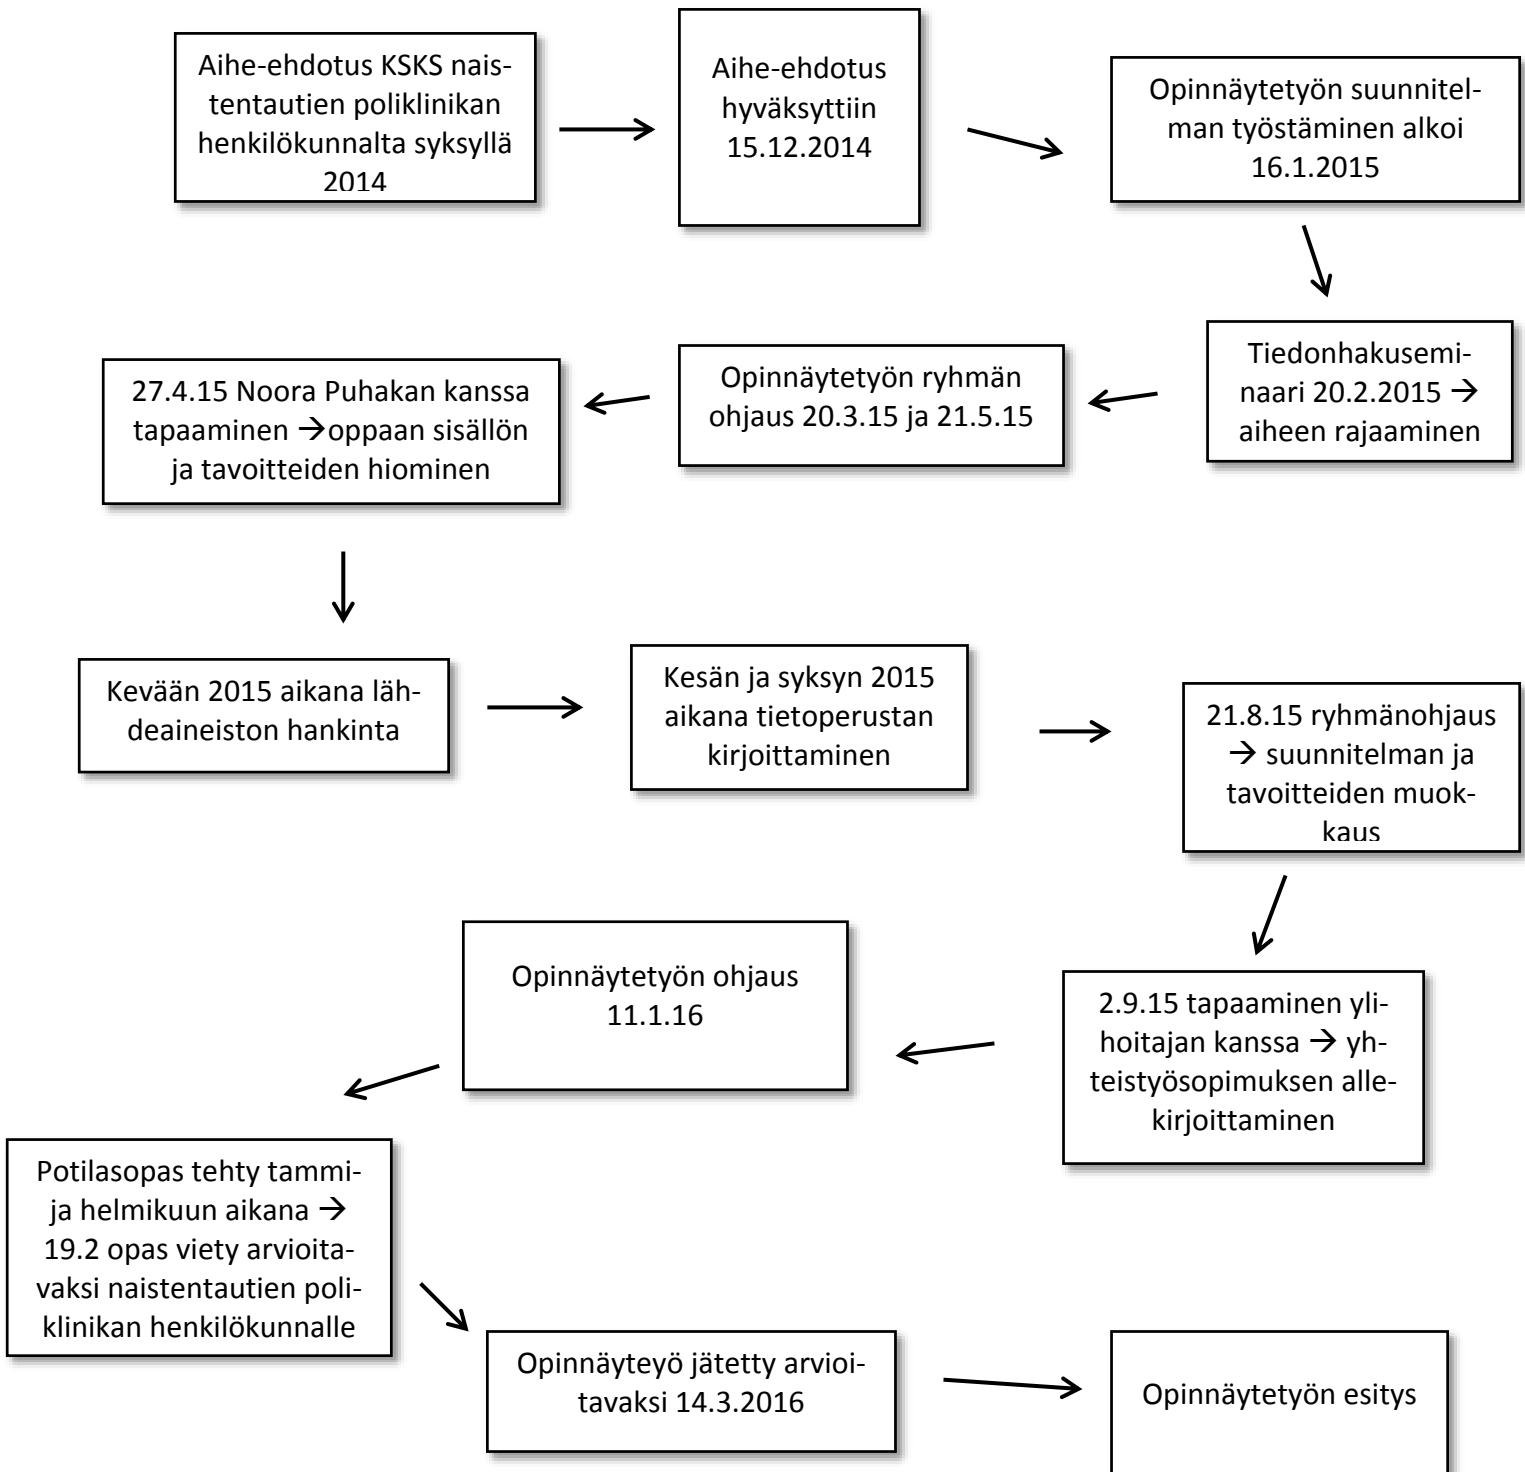 Aihe-ehdotus KSKS nais-
tentautien poliklinikan
henkilökunnalta syksyllä
2014
Aihe-ehdotus
hyväksyttiin
15.12.2014
Opinnäytetyön suunnitel-
man työstäminen alkoi
16.1.2015
Tiedonhakusemi-
naari 20.2.2015 →
aiheen rajaaminen
Opinnäytetyön ryhmän
ohjaus 20.3.15 ja 21.5.15
27.4.15 Noora Puhakan kanssa
tapaaminen →oppaan sisällön
ja tavoitteiden hiominen
Kevään 2015 aikana läh-
deaineiston hankinta
Kesän ja syksyn 2015
aikana tietoperustan
kirjoittaminen
21.8.15 ryhmänohjaus
→ suunnitelman ja
tavoitteiden muok-
kaus
2.9.15 tapaaminen yli-
hoitajan kanssa → yh-
teistyösopimuksen alle-
kirjoittaminen
Opinnäytetyön ohjaus
11.1.16
Potilasopas tehty tammi-
ja helmikuun aikana →
19.2 opas viety arvioita-
vaksi naistentautien poli-
klinikan henkilökunnalle
Opinnäyteyö jätetty arvioi-
tavaksi 14.3.2016
Opinnäytetyön esitys